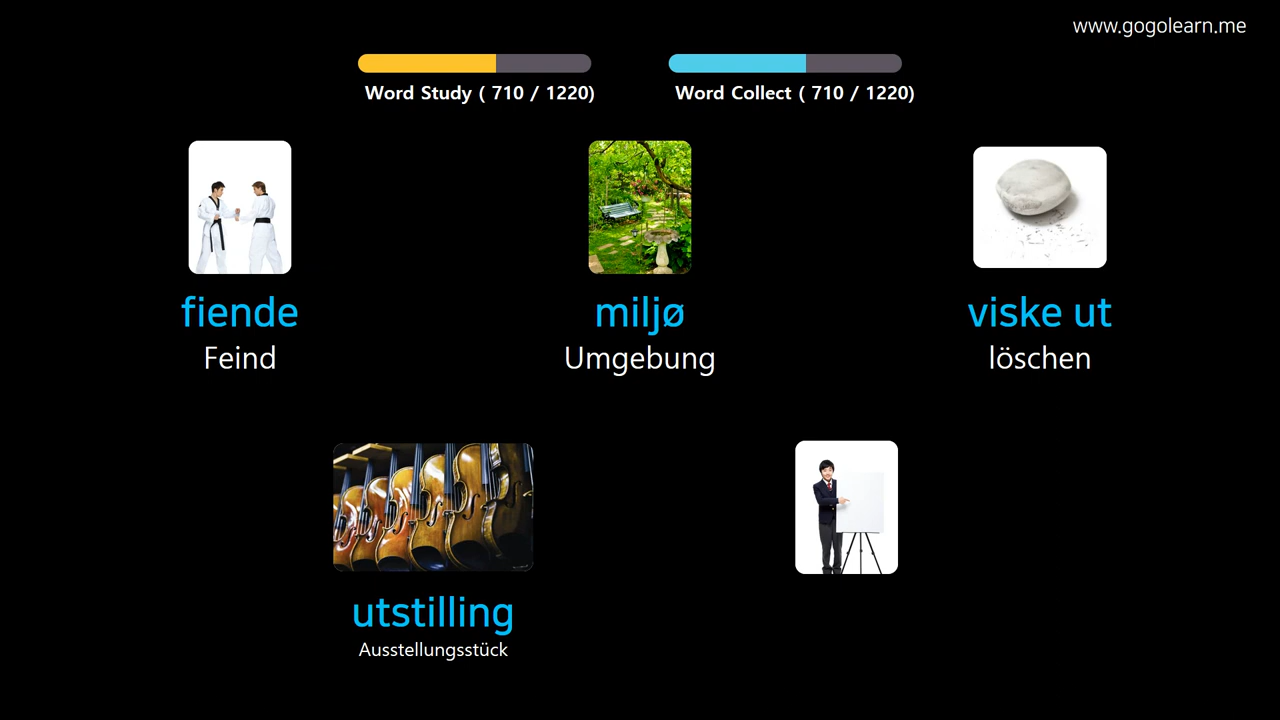 www.gogolearn.me
Word Study ( 710 / 1220)
Word Collect ( 710 / 1220)
fiende
Feind
miljø
Umgebung
viske ut
löschen
utstilling
Ausstellungsstück